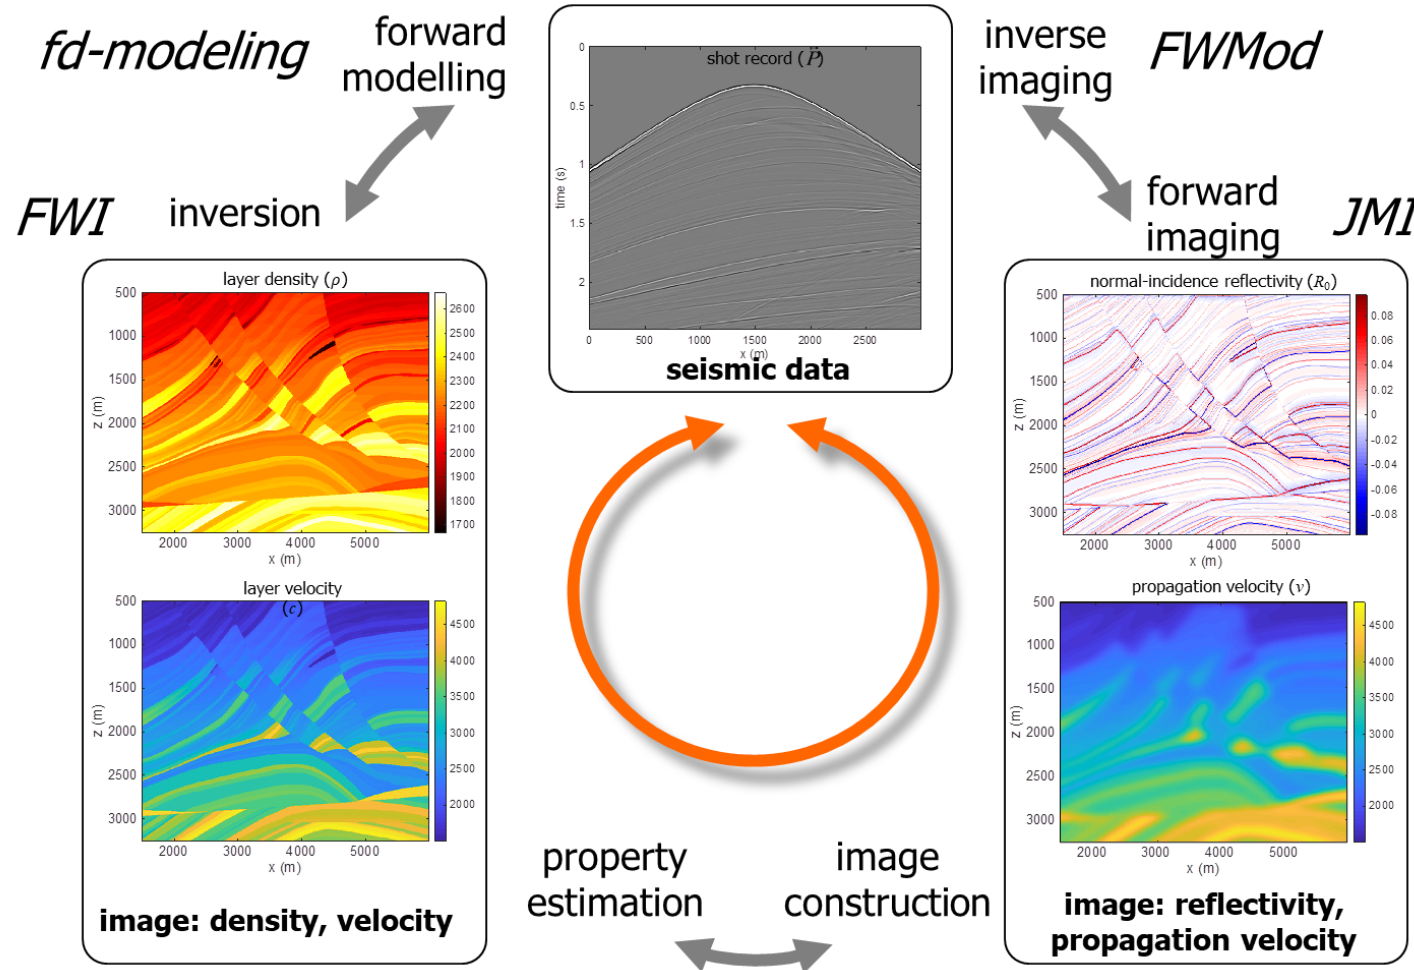 fd-modeling
forward
modelling
inverse
imaging
FWMod
shot record (P⃗)
0
0.5
1
1.5
2
time (s)
0
500
1000
1500
2000
2500
x (m)
seismic data
FWI
inversion
forward
imaging
JMI
layer density (ρ)
500
1000
1500
2000
2500
3000
z (m)
2000
3000
4000
5000
x (m)
2600
2500
2400
2300
2200
2100
2000
1900
1800
1700
layer velocity
(c)
500
1000
1500
2000
2500
3000
z (m)
2000
3000
4000
5000
x (m)
4500
4000
3500
3000
2500
2000
image: density, velocity
normal-incidence reflectivity (R₀)
500
1000
1500
2000
2500
3000
z (m)
2000
3000
4000
5000
x (m)
0.08
0.06
0.04
0.02
0
-0.02
-0.04
-0.06
-0.08
propagation velocity (v)
500
1000
1500
2000
2500
3000
z (m)
2000
3000
4000
5000
x (m)
4500
4000
3500
3000
2500
2000
image: reflectivity,
propagation velocity
property
estimation
image
construction